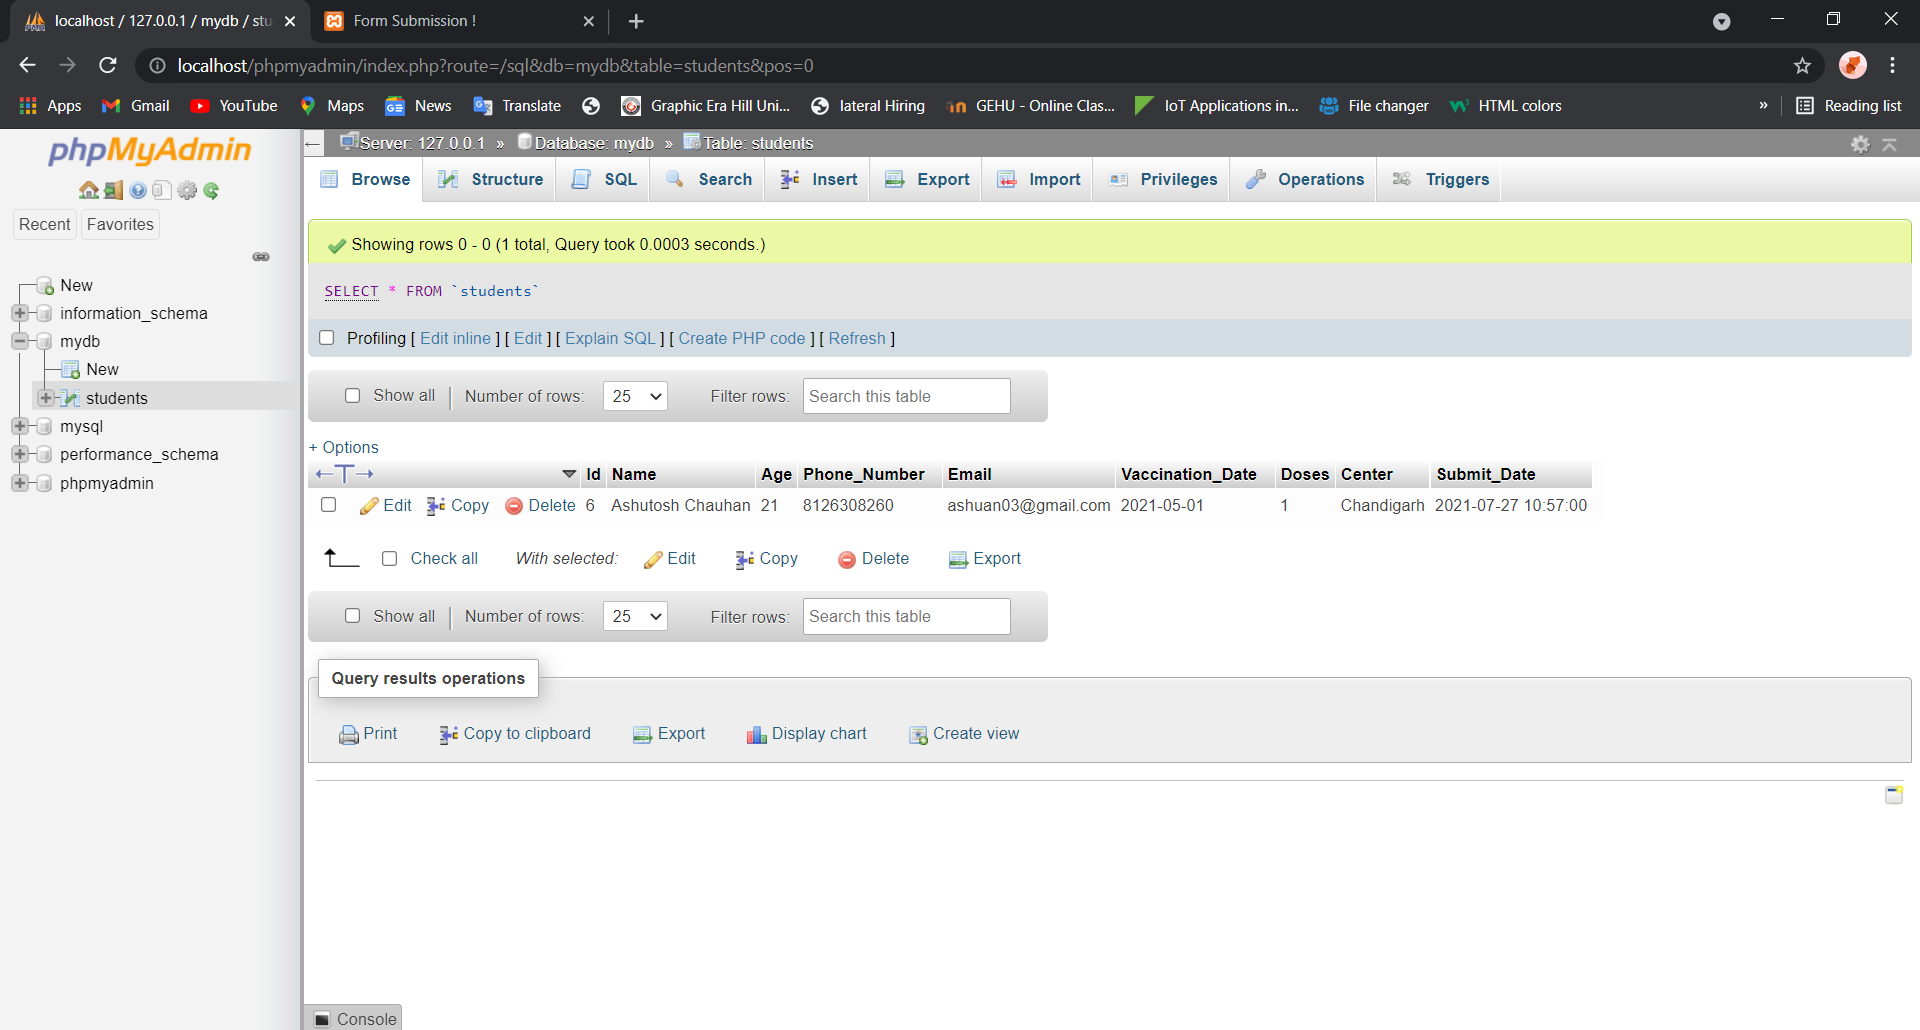 localhost / 127.0.0.1 / mydb / stu
Form Submission !
localhost/phpmyadmin/index.php?route=/sql&db=mydb&table=students&pos=0
Apps Gmail YouTube Maps News Translate Graphic Era Hill Uni... lateral Hiring GEHU - Online Clas... IoT Applications in... File changer HTML colors » Reading list
phpMyAdmin
Recent Favorites
New
information_schema
mydb
New
students
mysql
performance_schema
phpmyadmin
Server: 127.0.0.1 » Database: mydb » Table: students
Browse Structure SQL Search Insert Export Import Privileges Operations Triggers
Showing rows 0 - 0 (1 total, Query took 0.0003 seconds.)
SELECT * FROM `students`
Profiling [ Edit inline ] [ Edit ] [ Explain SQL ] [ Create PHP code ] [ Refresh ]
Show all | Number of rows: 25 Filter rows: Search this table
+ Options
←T→ Id Name Age Phone_Number Email Vaccination_Date Doses Center Submit_Date
Edit Copy Delete 6 Ashutosh Chauhan 21 8126308260 ashuan03@gmail.com 2021-05-01 1 Chandigarh 2021-07-27 10:57:00
Check all With selected: Edit Copy Delete Export
Show all | Number of rows: 25 Filter rows: Search this table
Query results operations
Print Copy to clipboard Export Display chart Create view
Console